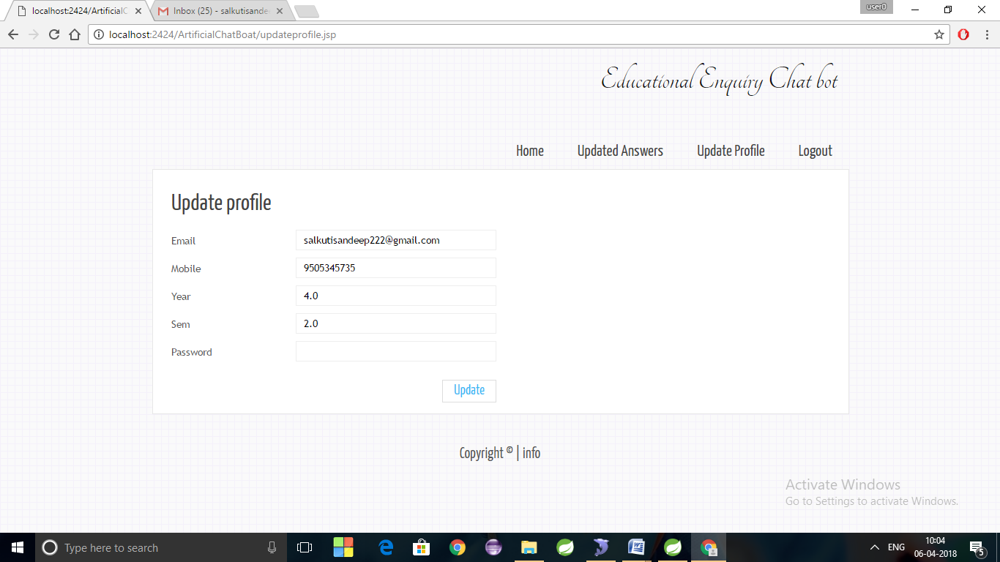 localhost:2424/ArtificialC
Inbox (25) - salkutisandee
user0
localhost:2424/ArtificialChatBoat/updateprofile.jsp
Educational Enquiry Chat bot
Home Updated Answers Update Profile Logout
Update profile
Email salkutisandeep222@gmail.com
Mobile 9505345735
Year 4.0
Sem 2.0
Password
Update
Copyright © | info
Activate Windows
Go to Settings to activate Windows.
Type here to search
ENG
10:04
06-04-2018
5